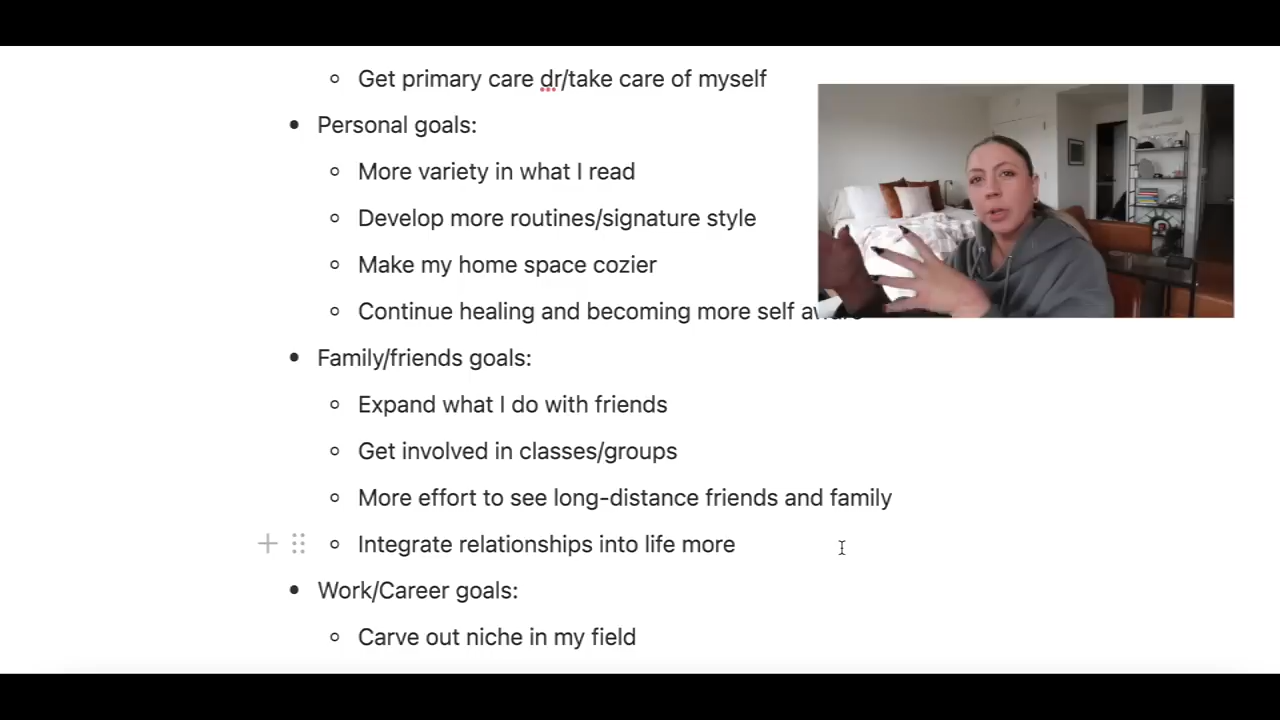 Get primary care dr/take care of myself
Personal goals:
More variety in what I read
Develop more routines/signature style
Make my home space cozier
Continue healing and becoming more self aware
Family/friends goals:
Expand what I do with friends
Get involved in classes/groups
More effort to see long-distance friends and family
Integrate relationships into life more
Work/Career goals:
Carve out niche in my field